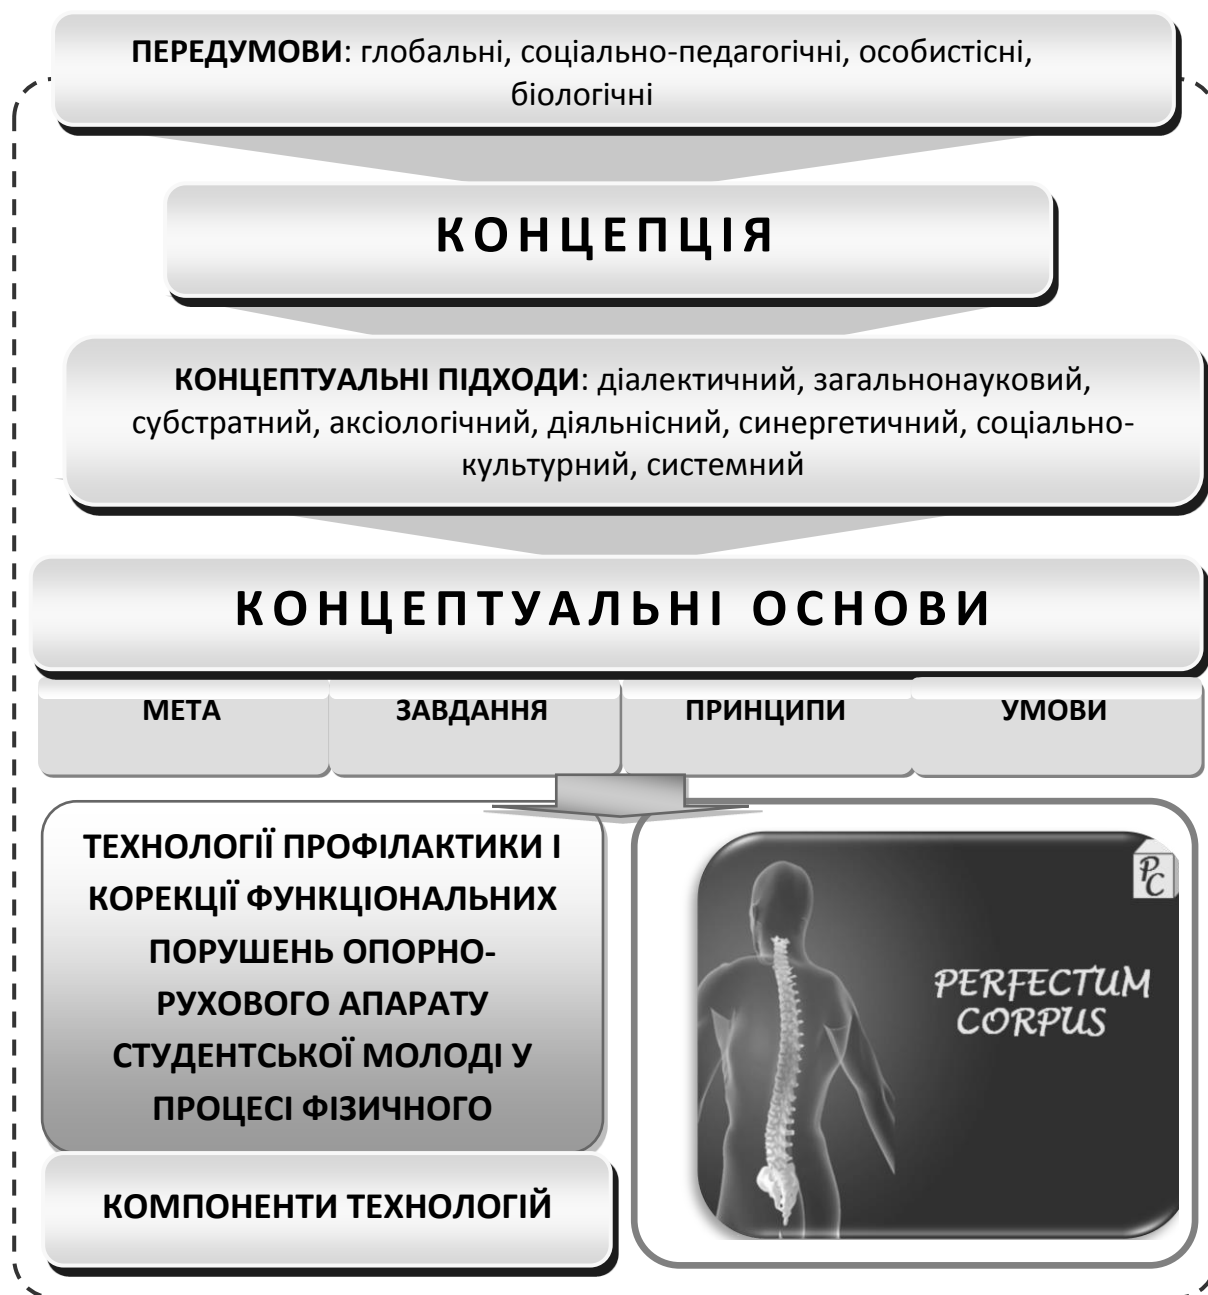 ПЕРЕДУМОВИ: глобальні, соціально-педагогічні, особистісні,
біологічні
КОНЦЕПЦІЯ
КОНЦЕПТУАЛЬНІ ПІДХОДИ: діалектичний, загальнонауковий,
субстратний, аксіологічний, діяльнісний, синергетичний, соціально-
культурний, системний
КОНЦЕПТУАЛЬНІ ОСНОВИ
МЕТА ЗАВДАННЯ ПРИНЦИПИ УМОВИ
ТЕХНОЛОГІЇ ПРОФІЛАКТИКИ І
КОРЕКЦІЇ ФУНКЦІОНАЛЬНИХ
ПОРУШЕНЬ ОПОРНО-
РУХОВОГО АПАРАТУ
СТУДЕНТСЬКОЇ МОЛОДІ У
ПРОЦЕСІ ФІЗИЧНОГО
КОМПОНЕНТИ ТЕХНОЛОГІЙ
PC
PERFECTUM
CORPUS